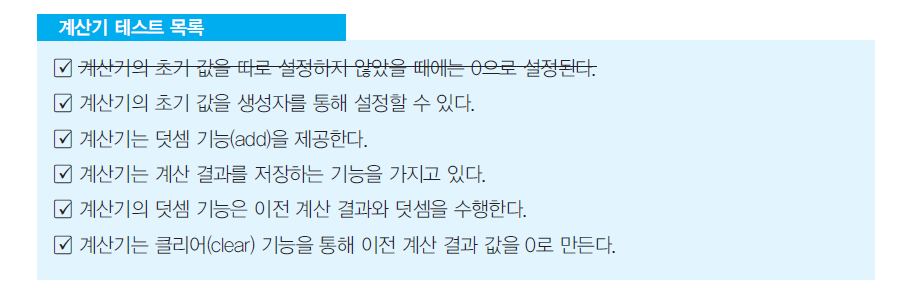 계산기 테스트 목록
☑ 계산기의 초기 값을 따로 설정하지 않았을 때에는 0으로 설정된다.
☑ 계산기의 초기 값을 생성자를 통해 설정할 수 있다.
☑ 계산기는 덧셈 기능(add)을 제공한다.
☑ 계산기는 계산 결과를 저장하는 기능을 가지고 있다.
☑ 계산기의 덧셈 기능은 이전 계산 결과와 덧셈을 수행한다.
☑ 계산기는 클리어(clear) 기능을 통해 이전 계산 결과 값을 0로 만든다.